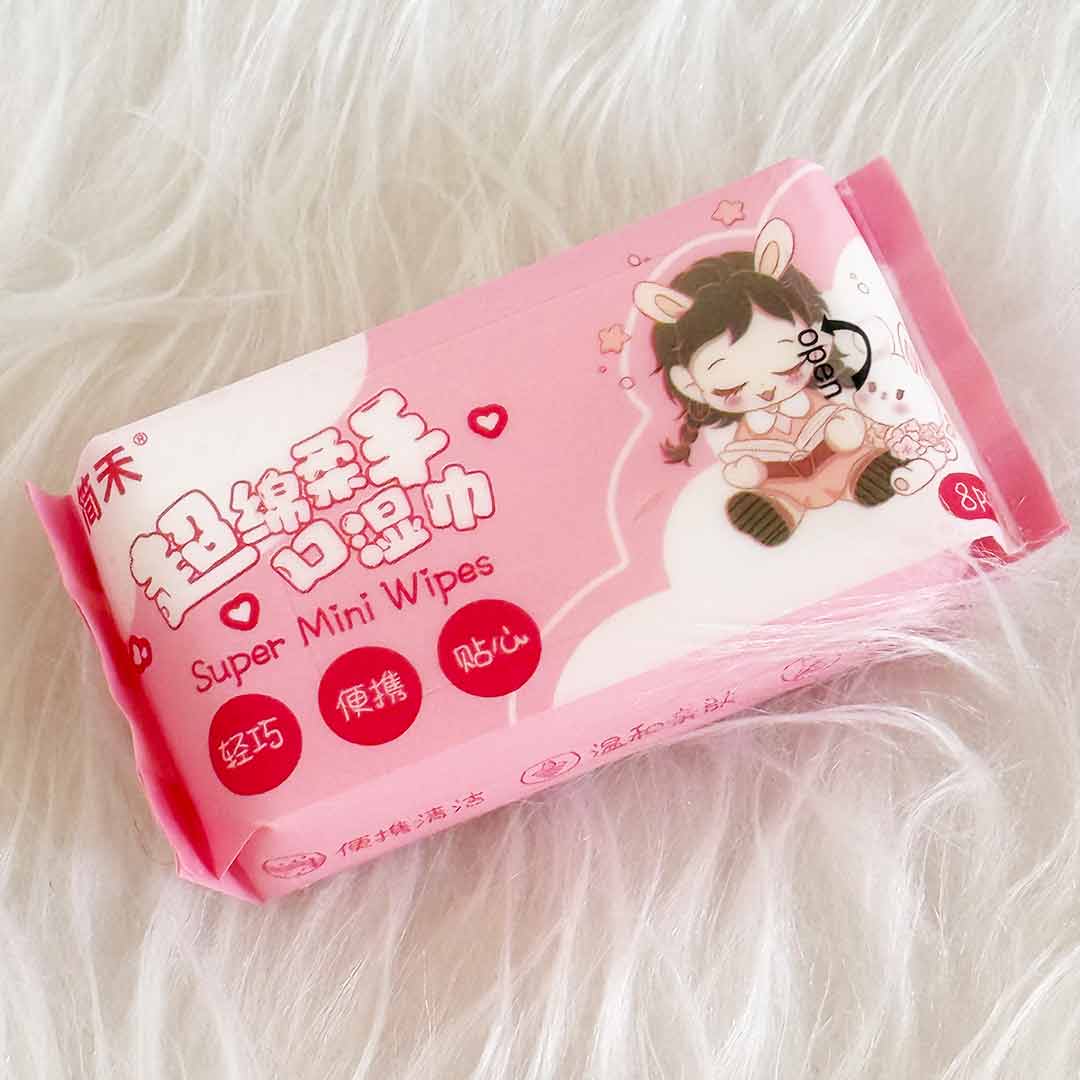 禾®
超绵柔手
口湿巾
Super Mini Wipes
轻巧
便携
贴心
open
8P
便携清洁
温和亲肤